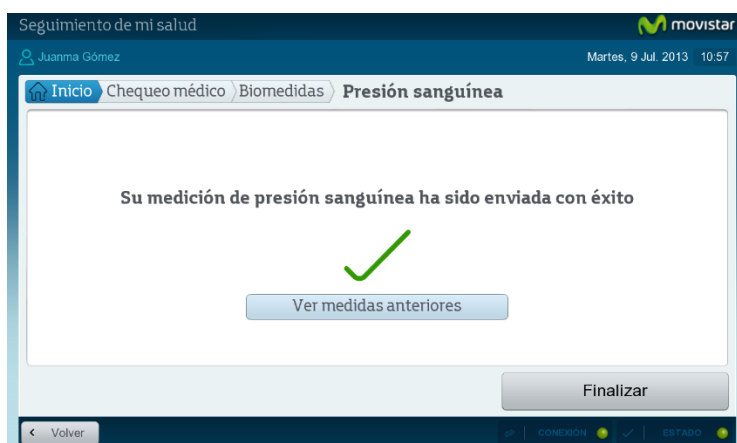 Seguimiento de mi salud
movistar
Juanma Gómez
Martes, 9 Jul. 2013 10:57
Inicio Chequeo médico Biomedidas Presión sanguínea
Su medición de presión sanguínea ha sido enviada con éxito
Ver medidas anteriores
Finalizar
Volver
CONEXIÓN
ESTADO